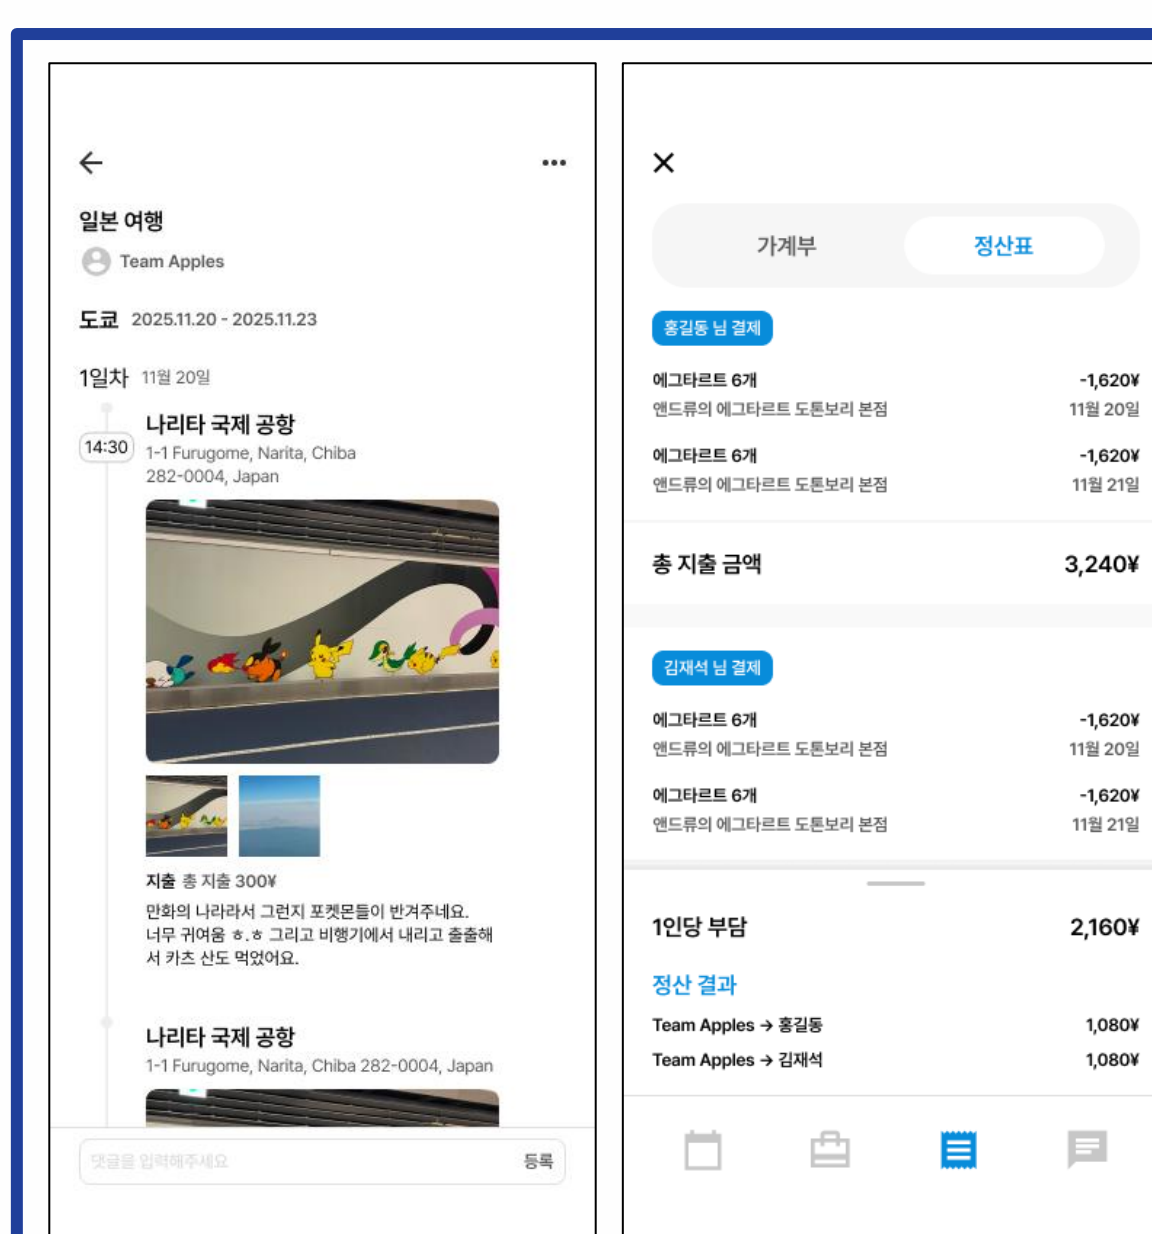 일본 여행
Team Apples
도쿄 2025.11.20 - 2025.11.23
1일차 11월 20일
14:30
나리타 국제 공항
1-1 Furugome, Narita, Chiba
282-0004, Japan
지출 총 지출 300¥
만화의 나라라서 그런지 포켓몬들이 반겨주네요.
너무 귀여움 ㅎ.ㅎ 그리고 비행기에서 내리고 출출해
서 카츠 산도 먹었어요.
나리타 국제 공항
1-1 Furugome, Narita, Chiba 282-0004, Japan
댓글을 입력해주세요 등록
가계부 정산표
홍길동 님 결제
에그타르트 6개 -1,620¥
앤드류의 에그타르트 도톤보리 본점 11월 20일
에그타르트 6개 -1,620¥
앤드류의 에그타르트 도톤보리 본점 11월 21일
총 지출 금액 3,240¥
김재석 님 결제
에그타르트 6개 -1,620¥
앤드류의 에그타르트 도톤보리 본점 11월 20일
에그타르트 6개 -1,620¥
앤드류의 에그타르트 도톤보리 본점 11월 21일
1인당 부담 2,160¥
정산 결과
Team Apples → 홍길동 1,080¥
Team Apples → 김재석 1,080¥